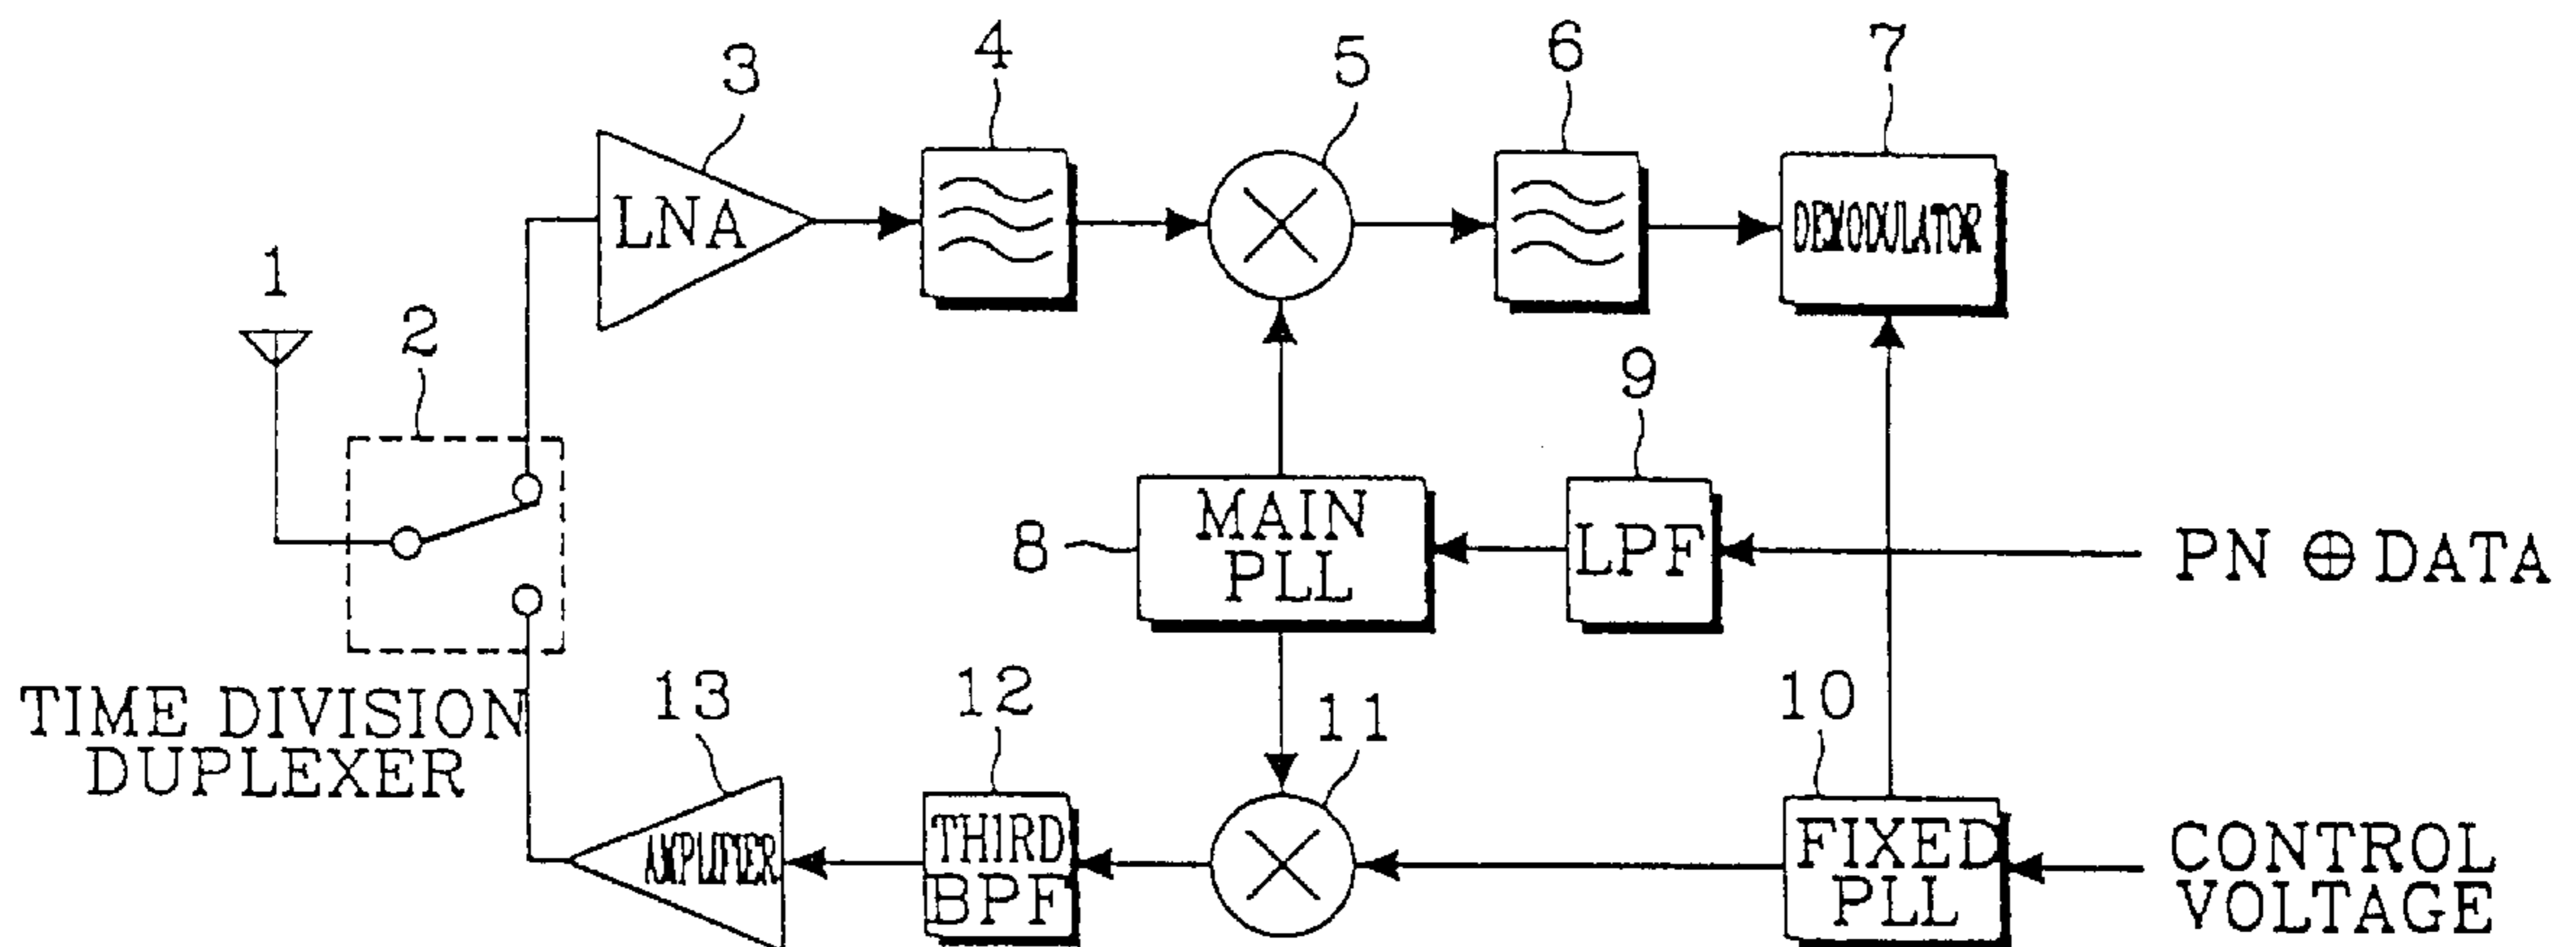 1
2
3
4
5
6
7
LNA
DEMODULATOR
8
MAIN
PLL
9
LPF
PN ⊕ DATA
TIME DIVISION
DUPLEXER
13
AMPLIFIER
12
THIRD
BPF
11
10
FIXED
PLL
CONTROL
VOLTAGE